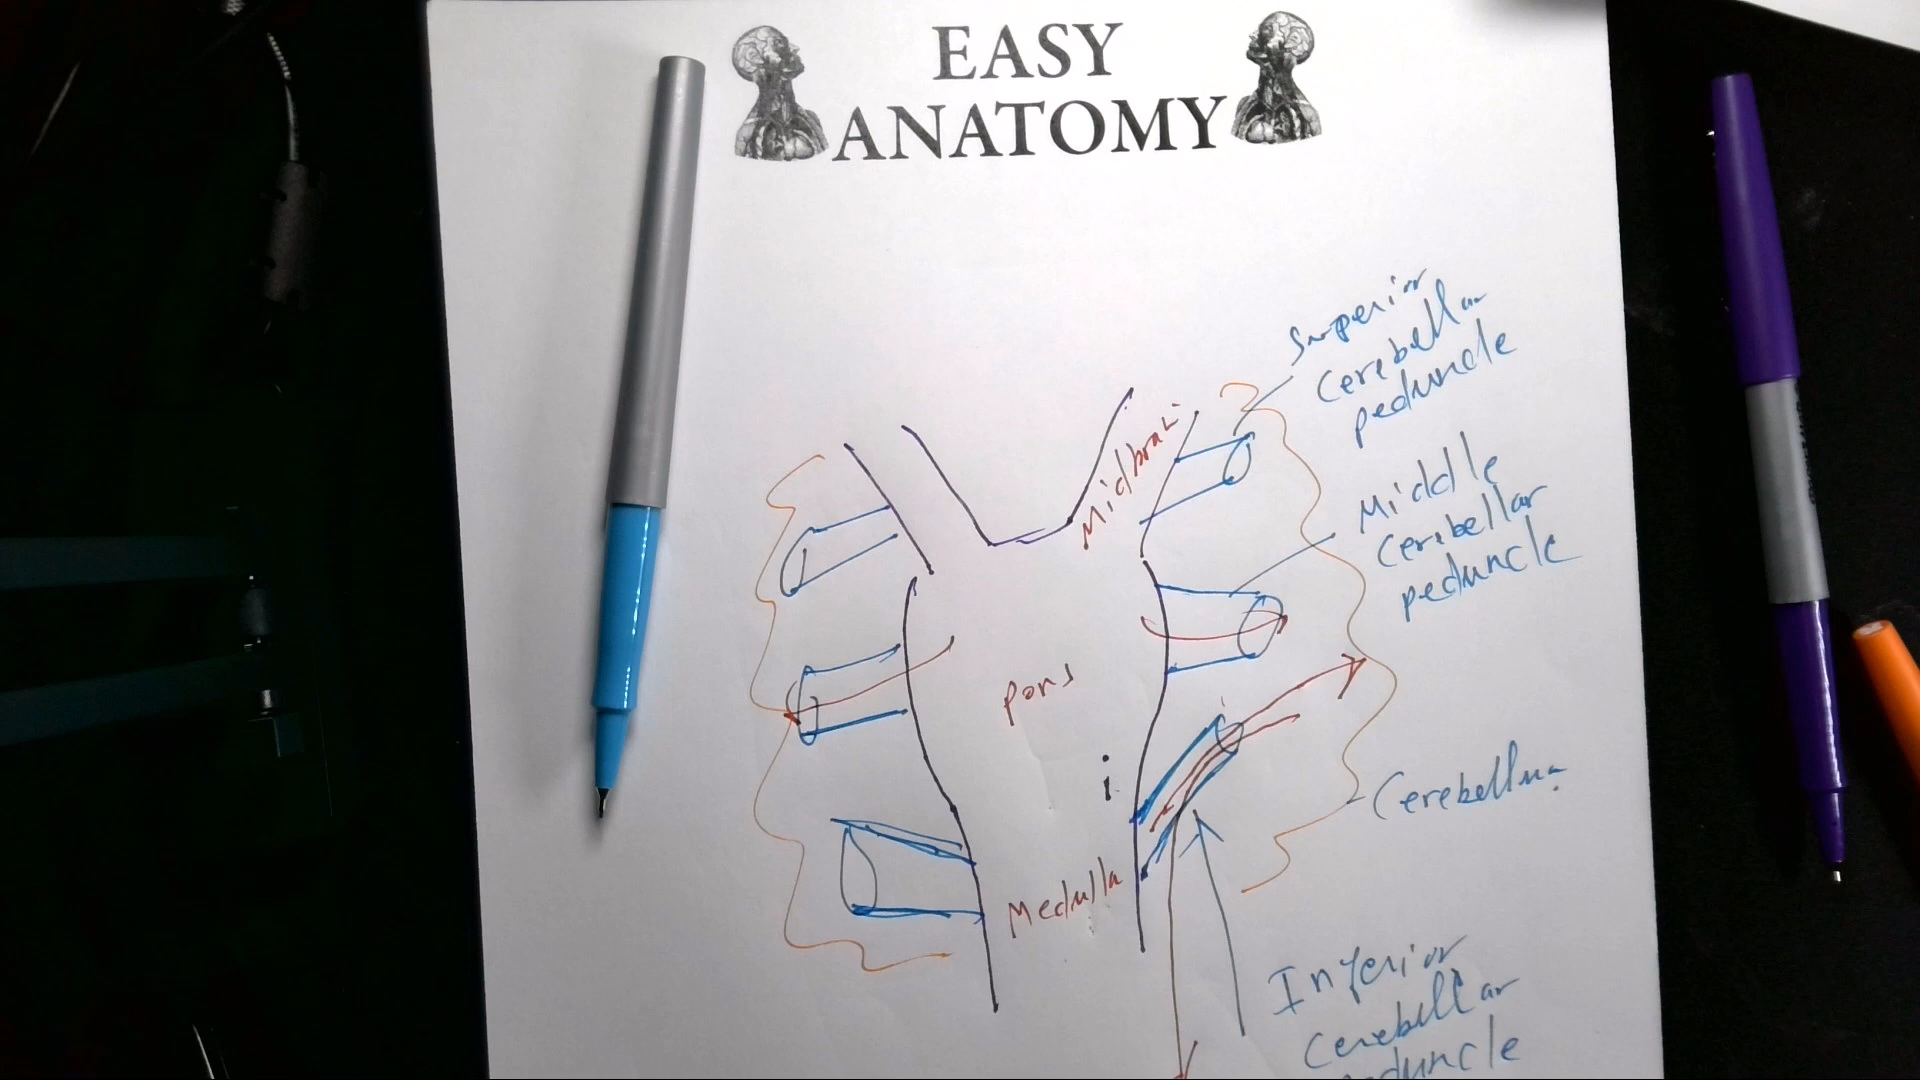 EASY
ANATOMY
Superior
Cerebellar
peduncle
Midbrain
Middle
Cerebellar
peduncle
Pons
i
Cerebellum
Medulla
Inferior
Cerebellar
peduncle